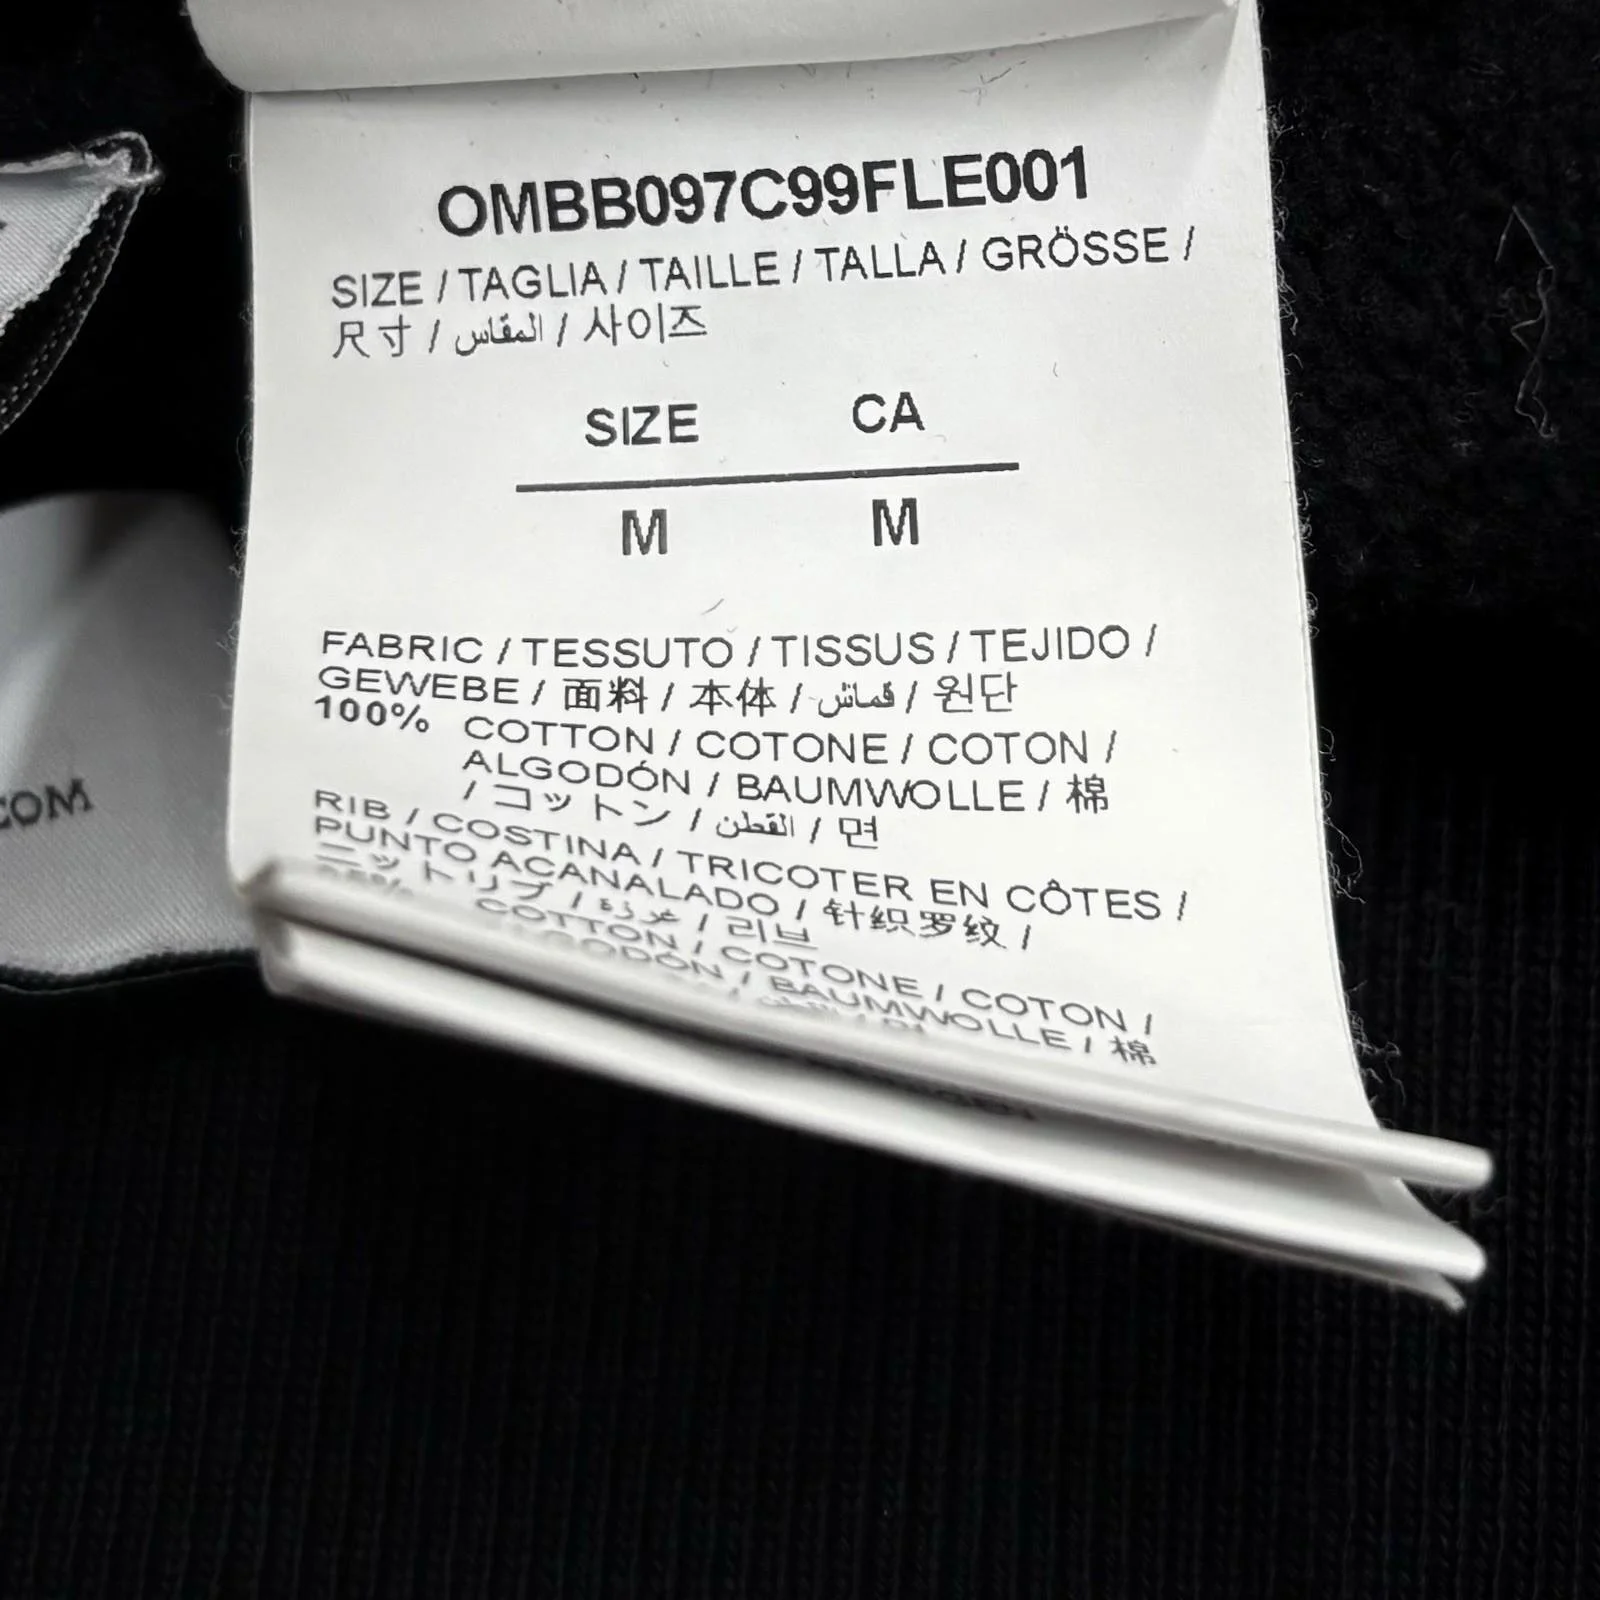 OMBB097C99FLE001
SIZE / TAGLIA / TAILLE / TALLA / GRÖSSE /
尺寸 / المقاس / 사이즈
SIZE CA
M M
FABRIC / TESSUTO / TISSUS / TEJIDO /
GEWEBE / 面料 / 本体 / قماش / 원단
100% COTTON / COTONE / COTON /
ALGODÓN / BAUMWOLLE / 棉
/ コットン / القطن / 면
RIB / COSTINA / TRICOTER EN CÔTES /
PUNTO ACANALADO / 针织罗纹 /
ニットリブ / / 리브
COTTON / COTONE / COTON /
ALGODÓN / BAUMWOLLE / 棉
COM